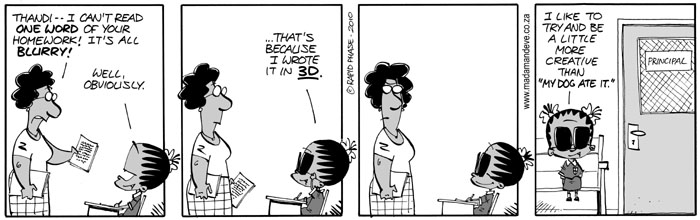 THANDI -- I CAN'T READ
ONE WORD OF YOUR
HOMEWORK! IT'S ALL
BLURRY!
WELL,
OBVIOUSLY.
...THAT'S
BECAUSE
I WROTE
IT IN 3D.
© RAPID PHASE - 2010
www.madamandeve.co.za
I LIKE TO
TRY AND BE
A LITTLE
MORE
CREATIVE
THAN
"MY DOG ATE IT."
PRINCIPAL